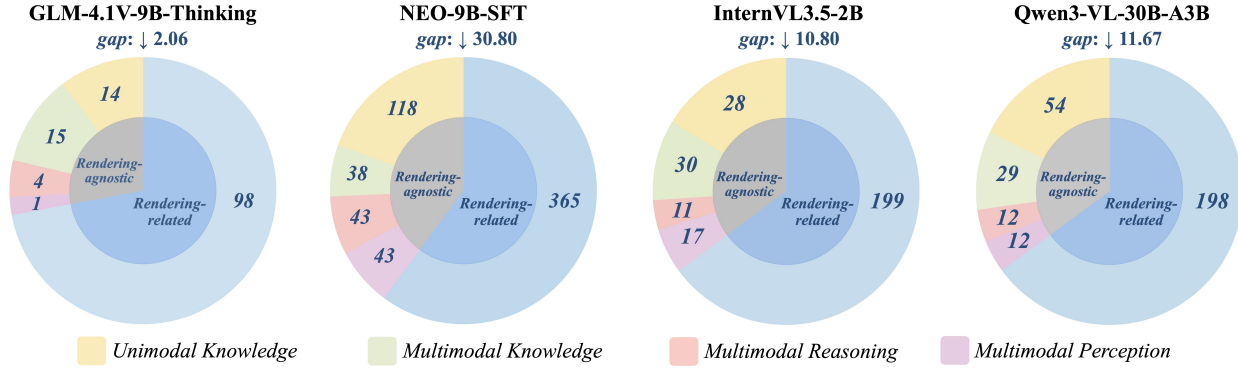 GLM-4.1V-9B-Thinking
gap: ↓ 2.06
14
15
4
1
Rendering-
agnostic
Rendering-
related
98
NEO-9B-SFT
gap: ↓ 30.80
118
38
43
43
Rendering-
agnostic
Rendering-
related
365
InternVL3.5-2B
gap: ↓ 10.80
28
30
11
17
Rendering-
agnostic
Rendering-
related
199
Qwen3-VL-30B-A3B
gap: ↓ 11.67
54
29
12
12
Rendering-
agnostic
Rendering-
related
198
Unimodal Knowledge
Multimodal Knowledge
Multimodal Reasoning
Multimodal Perception